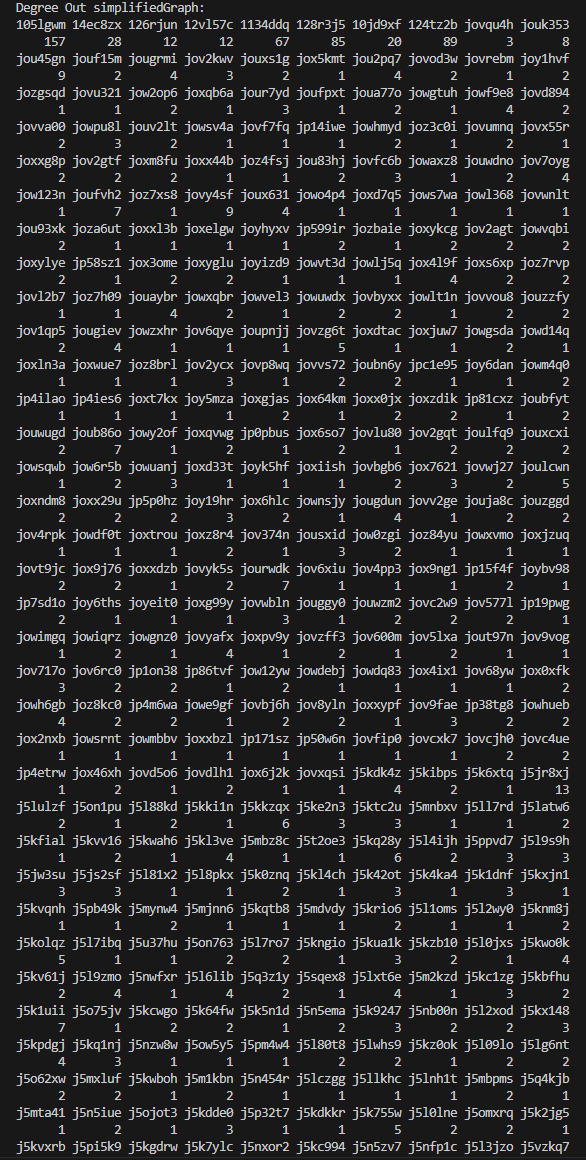 Degree Out simplifiedGraph:
105lgwm 14ec8zx 126rjun 12vl57c 1134ddq 128r3j5 10jd9xf 124tz2b jovqu4h jouk353
157 28 12 12 67 85 20 89 3 8
jou45gn jouf15m jougrmi jov2kwv jouxs1g jox5kmt jou2pq7 jovod3w jovrebm joy1hvf
9 2 4 3 2 1 4 2 1 2
jozgsqd jovu321 jow2op6 joxqb6a jour7yd joufpxt joua77o jowgtuh jowf9e8 jovd894
1 1 2 1 3 1 2 1 4 2
jovva00 jowpu8l jouv2lt jowsv4a jovf7fq jp14iwe jowhmyd joz3c0i jovumnq jovx55r
2 3 2 1 1 1 1 1 2 1
joxxg8p jov2gtf joxm8fu joxx44b joz4fsj jou83hj jovfc6b jowaxz8 jouwdno jov7oyg
2 2 1 1 1 2 3 1 2 4
jow123n joufvh2 joz7xs8 jovy4sf joux631 jowo4p4 joxd7q5 jows7wa jowl368 jovwnlt
1 7 1 9 4 1 1 1 1 1
jou93xk joza6ut joxxl3b joxelgw joyhyxv jp599ir jozbaie joxykcg jov2agt jowvqbi
2 1 1 1 1 2 1 2 2 2
joxylye jp58sz1 jox3ome joxyglu joyizd9 jowvt3d jowlj5q jox4l9f joxs6xp joz7rvp
2 1 2 2 1 1 1 4 2 2
jovl2b7 joz7h09 jouaybr jowxqbr jowvel3 jowuwdx jovbyxx jowlt1n jovvou8 jouzzfy
1 1 4 2 1 2 1 2 1 2
jov1qp5 jougiev jowzxhr jov6qye joupnjj jovzg6t joxdtac joxjuw7 jowgsda jowd14q
2 4 1 1 1 5 1 1 2 1
joxln3a joxwue7 joz8brl jov2ycx jovp8wq jovvs72 joubn6y jpc1e95 joy6dan jowm4q0
1 1 1 3 1 2 2 1 1 2
jp4ilao jp4ies6 joxt7kx joy5mza joxgjas jox64km joxx0jx joxzdik jp81cxz joubfyt
1 1 1 1 2 1 2 1 1 2
jouwugd joub86o jowy2of joxqvwg jp0pbus jox6so7 jovlu80 jov2gqt joulfq9 jouxcxi
2 7 1 2 1 1 1 2 1 2
jowsqwb jow6r5b jowuanj joxd33t joyk5hf joxiish jovbgb6 jox7621 jovwj27 joulcwn
1 3 2 1 1 1 2 3 2 5
joxndm8 joxx29u jp5p0hz joy19hr jox6hlc jownsjy jougdun jovv2ge jouja8c jouzggd
2 2 2 3 2 1 4 1 2 2
jov4rpk jowdf0t joxtrou joxz8r4 jov374n jousxid jow0zgi joz84yu jowxvmo joxjzuq
1 1 1 2 1 3 2 1 1 1
jovt9jc jox9j76 joxxdzb jovyk5s jourwdk jov6xiu jov4pp3 jox9ng1 jp15f4f joybv98
2 2 1 2 7 1 1 1 2 1
jp7sd1o joy6ths joyeit0 joxg99y jovwbln jouggy0 jouwzm2 jovc2w9 jov577l jp19pwg
2 1 1 1 3 1 2 2 1 1
jowimgq jowiqrz jowgnz0 jovyafx joxpv9y jovzff3 jov600m jov5lxa jout97n jov9vog
1 2 1 4 1 1 2 1 2 1
jov717o jov6rc0 jp1on38 jp86tvf jow12yw jowdebj jowdq83 jox4ix1 jov68yw jox0xfk
3 2 2 1 2 1 1 1 1 2
jowh6gb joz8kc0 jp4m6wa jowe9gf jovbj6h jov8yln joxxypf jov9fae jp38tg8 jowhueb
4 2 2 1 2 2 1 3 2 2
jox2nxb jowsrnt jowmbbv joxxbzl jp171sz jp50w6n jovfip0 jovcxk7 jovcjh0 jovc4ue
1 1 1 1 1 1 1 1 2 2
jp4etrw jox46xh jovd5o6 jovdlh1 jox6j2k jovxqsi j5kdk4z j5kibps j5k6xtq j5jr8xj
1 2 1 2 1 1 4 2 1 13
j5lulzf j5on1pu j5l88kd j5kki1n j5kkzqx j5ke2n3 j5ktc2u j5mnbxv j5ll7rd j5latw6
2 1 2 1 6 3 3 1 1 2
j5kfial j5kvv16 j5kwah6 j5kl3ve j5mbz8c j5t2oe3 j5kq28y j5l4ijh j5ppvd7 j5l9s9h
1 2 1 4 1 1 6 2 3 3
j5jw3su j5js2sf j5l81x2 j5l8pkx j5k0znq j5kl4ch j5k42ot j5k4ka4 j5k1dnf j5kxjn1
3 3 1 1 2 1 3 1 3 1
j5kvqnh j5pb49k j5mynw4 j5mjnn6 j5kqtb8 j5mdvdy j5krio6 j5l1oms j5l2wy0 j5knm8j
1 1 2 1 1 1 1 1 1 2
j5kolqz j5l7ibq j5u37hu j5on763 j5l7ro7 j5kngio j5kua1k j5kzb10 j5l0jxs j5kwo0k
5 1 1 1 2 1 3 2 1 4
j5kv61j j5l9zmo j5nwfxr j5l6lib j5q3z1y j5sqex8 j5lxt6e j5m2kzd j5kc1zg j5kbfhu
2 4 1 4 2 1 4 1 3 2
j5k1uii j5o75jv j5kcwgo j5k64fw j5k5n1d j5n5ema j5k9247 j5nb00n j5l2xod j5kx148
7 1 2 2 1 2 3 2 2 3
j5kpdgj j5kq1nj j5nzw8w j5ow5y5 j5pm4w4 j5l80t8 j5lwhs9 j5kz0ok j5l09lo j5lg6nt
4 3 1 1 1 2 2 1 2 2
j5o62xw j5mxluf j5kwboh j5m1kbn j5n454r j5lczgg j5llkhc j5lnh1t j5mbpms j5q4kjb
2 2 1 2 1 1 1 1 1 2
j5mta41 j5n5iue j5ojot3 j5kdde0 j5p32t7 j5kdkkr j5k755w j5l0lne j5omxrq j5k2jg5
1 2 1 3 1 1 5 2 2 2
j5kvxrb j5pi5k9 j5kgdrw j5k7ylc j5nxor2 j5kc994 j5n5zv7 j5nfp1c j5l3jzo j5vzkq7